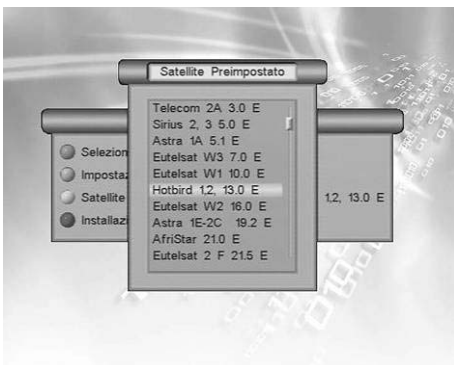 Satellite Preimpostato
Telecom 2A 3.0 E
Sirius 2, 3 5.0 E
Astra 1A 5.1 E
Eutelsat W3 7.0 E
Eutelsat W1 10.0 E
Hotbird 1,2, 13.0 E
Eutelsat W2 16.0 E
Astra 1E-2C 19.2 E
AfriStar 21.0 E
Eutelsat 2 F 21.5 E
Selezion
Impostaz
Satellite
1,2, 13.0 E
Installazi